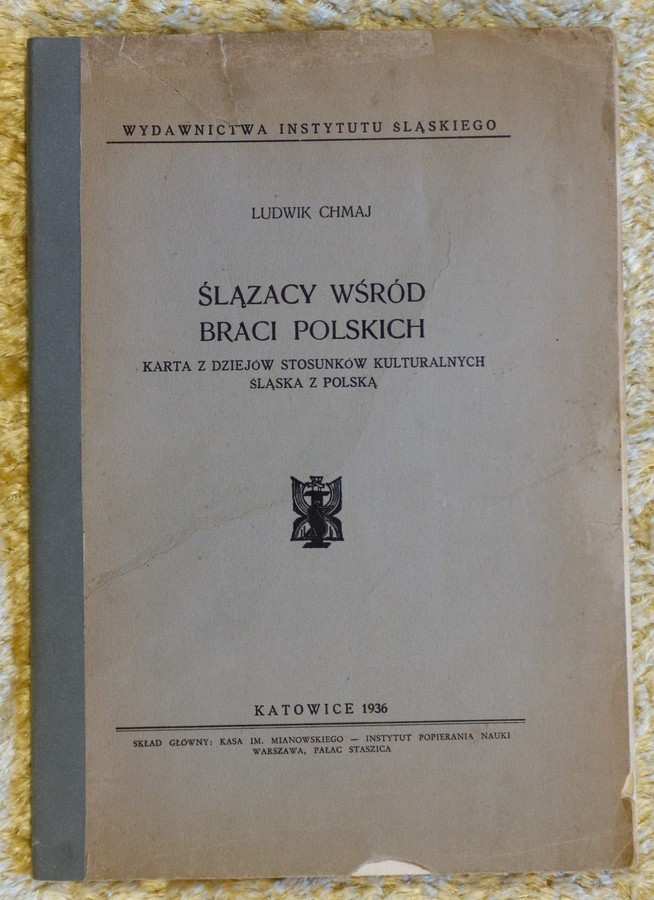 WYDAWNICTWA INSTYTUTU ŚLĄSKIEGO
LUDWIK CHMAJ
ŚLĄZACY WŚRÓD
BRACI POLSKICH
KARTA Z DZIEJÓW STOSUNKÓW KULTURALNYCH
ŚLĄSKA Z POLSKĄ
KATOWICE 1936
SKŁAD GŁÓWNY: KASA IM. MIANOWSKIEGO — INSTYTUT POPIERANIA NAUKI
WARSZAWA, PAŁAC STASZICA